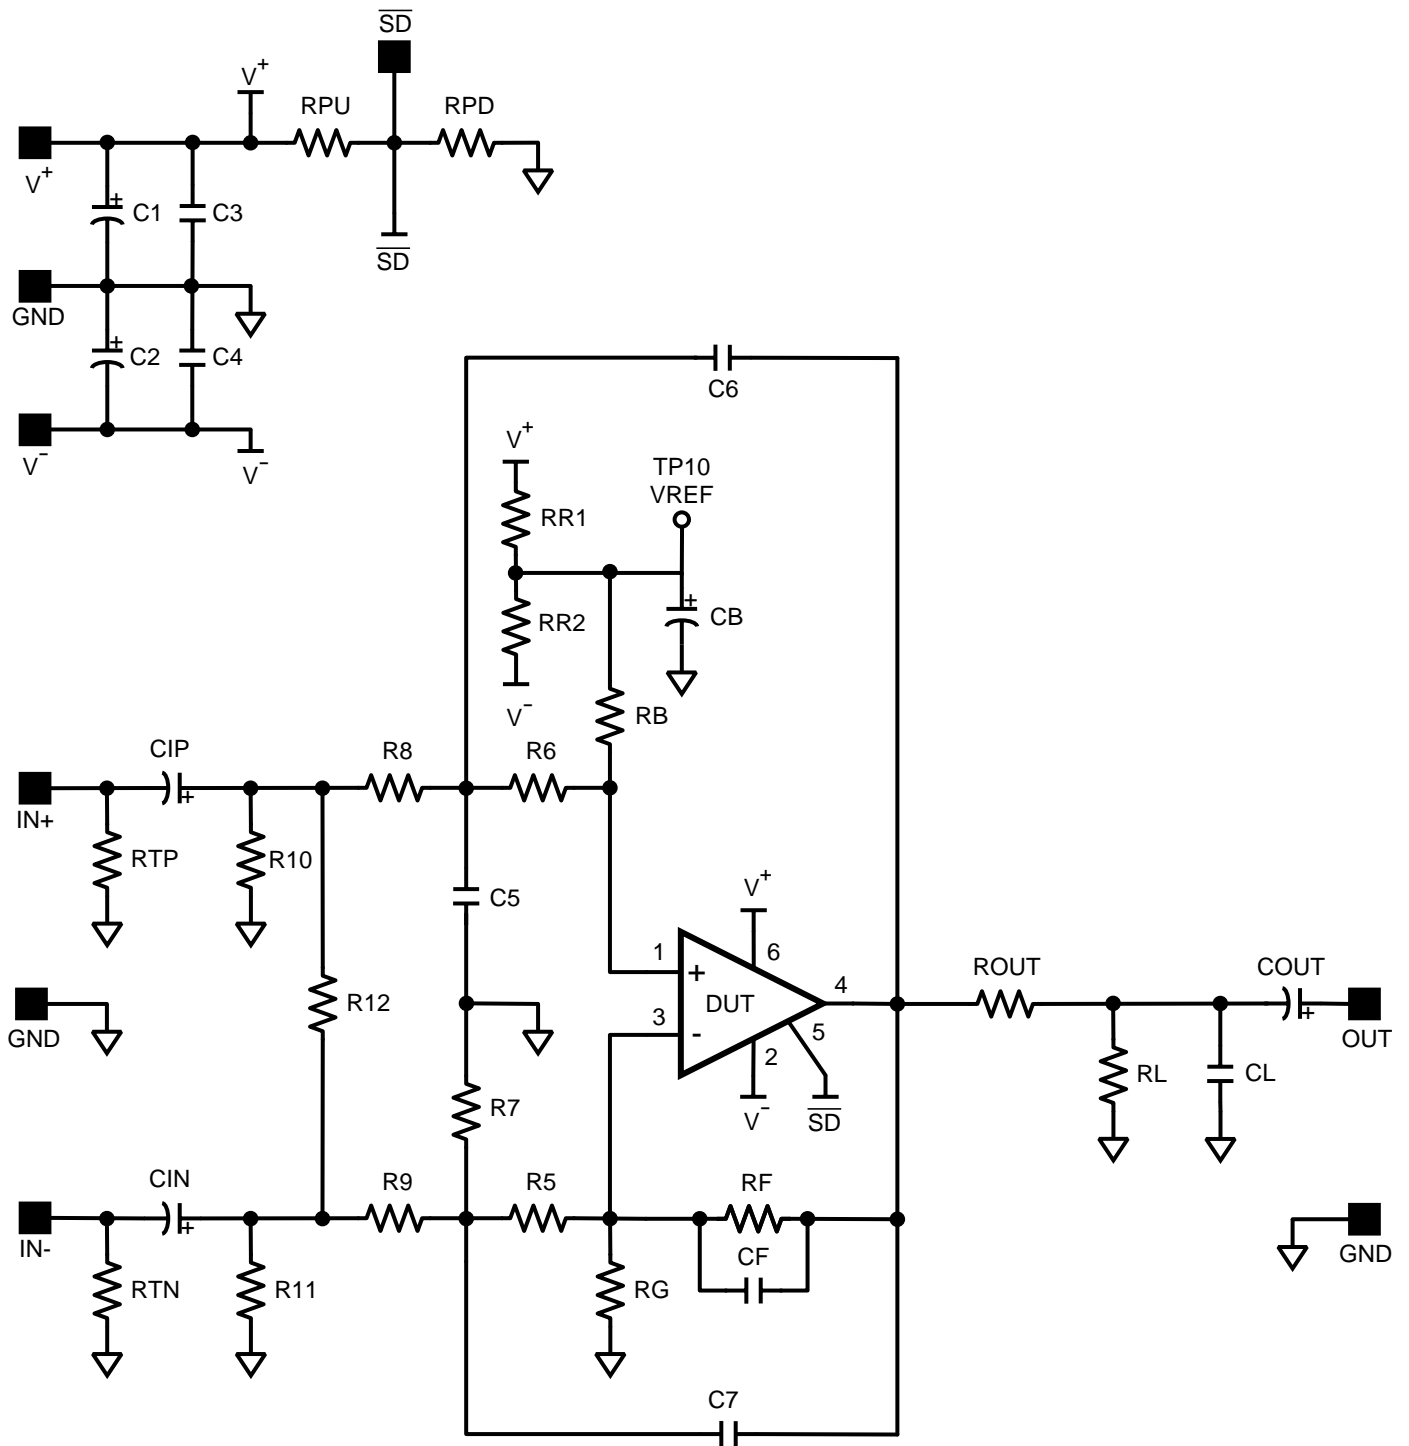 SD
V+
RPU
RPD
V+
C1
C3
SD
GND
C2
C4
V-
V-
C6
V+
TP10
VREF
RR1
RR2
CB
V-
RB
CIP
R8
R6
IN+
RTP
R10
C5
V+
1
6
+
DUT
4
ROUT
COUT
R12
3
-
5
GND
OUT
2
RL
CL
R7
V-
SD
CIN
R9
R5
RF
IN-
CF
GND
RTN
R11
RG
C7